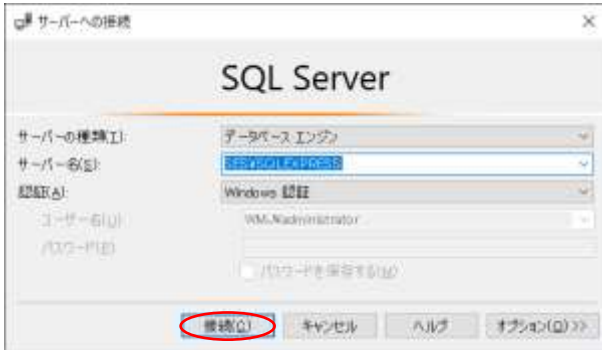 サーバーへの接続
SQL Server
サーバーの種類(T):
データベース エンジン
サーバー名(S):
認証(A):
Windows 認証
ユーザー名(U)
パスワード(P)
パスワードを保存する(M)
接続(C)
キャンセル
ヘルプ
オプション(O) >>